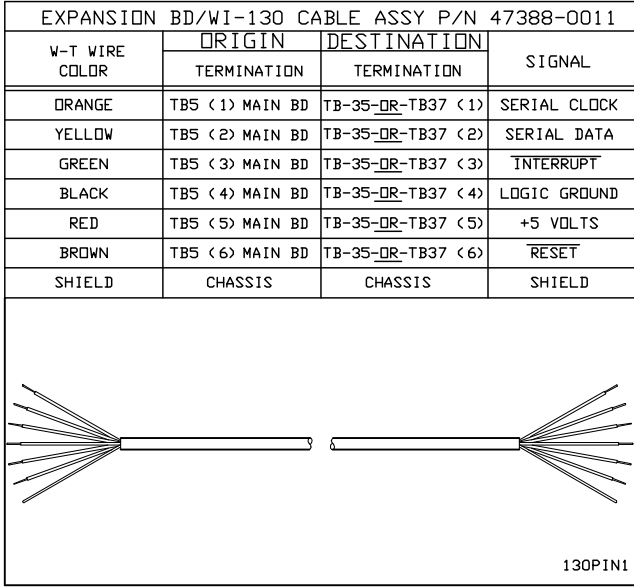 EXPANSION BD/WI-130 CABLE ASSY P/N 47388-0011
W-T WIRE COLOR ORIGIN TERMINATION DESTINATION TERMINATION SIGNAL
ORANGE TB5 (1) MAIN BD TB-35-OR-TB37 (1) SERIAL CLOCK
YELLOW TB5 (2) MAIN BD TB-35-OR-TB37 (2) SERIAL DATA
GREEN TB5 (3) MAIN BD TB-35-OR-TB37 (3) INTERRUPT
BLACK TB5 (4) MAIN BD TB-35-OR-TB37 (4) LOGIC GROUND
RED TB5 (5) MAIN BD TB-35-OR-TB37 (5) +5 VOLTS
BROWN TB5 (6) MAIN BD TB-35-OR-TB37 (6) RESET
SHIELD CHASSIS CHASSIS SHIELD
130PIN1